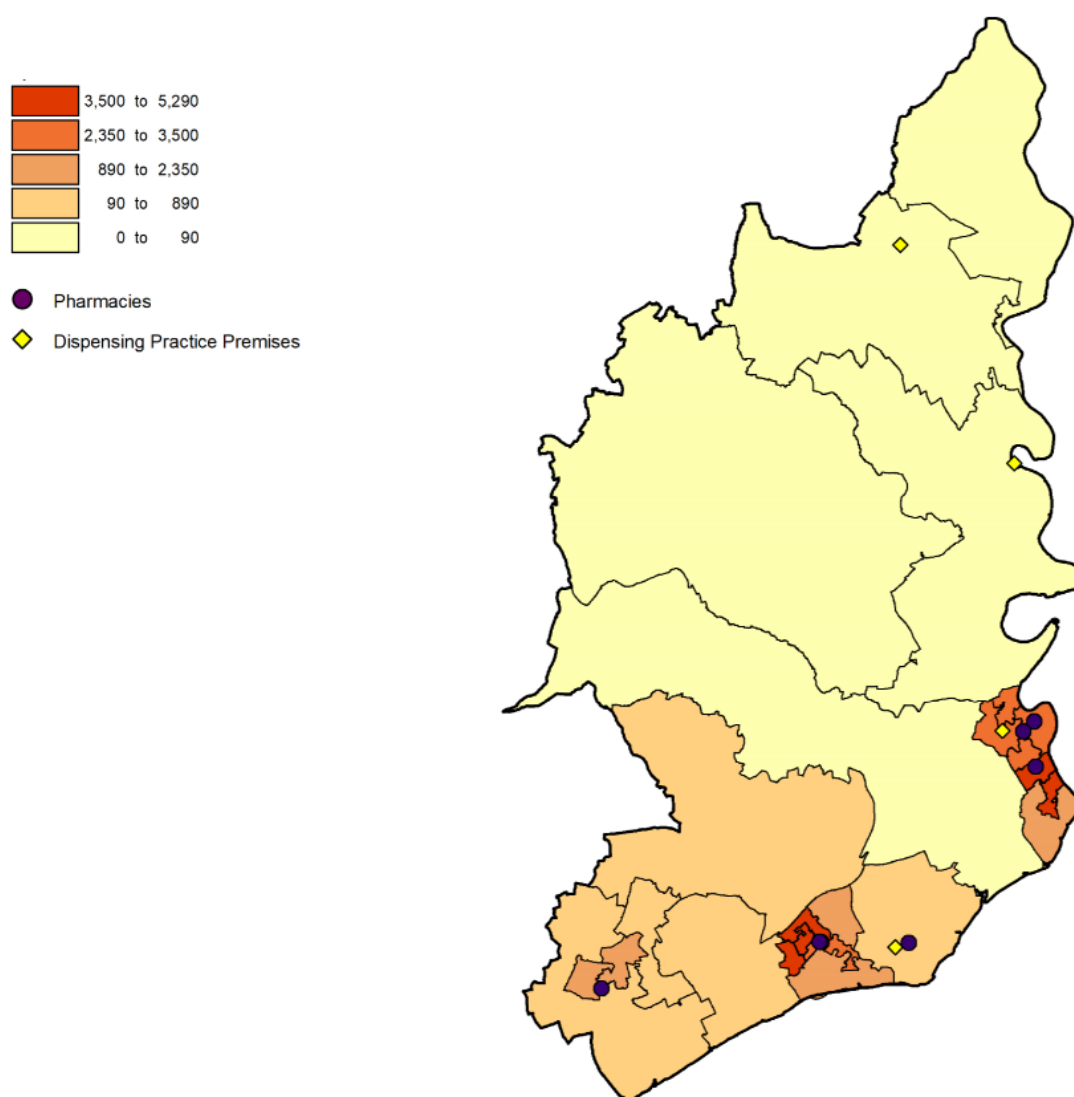 3,500 to 5,290
2,350 to 3,500
890 to 2,350
90 to 890
0 to 90
Pharmacies
Dispensing Practice Premises